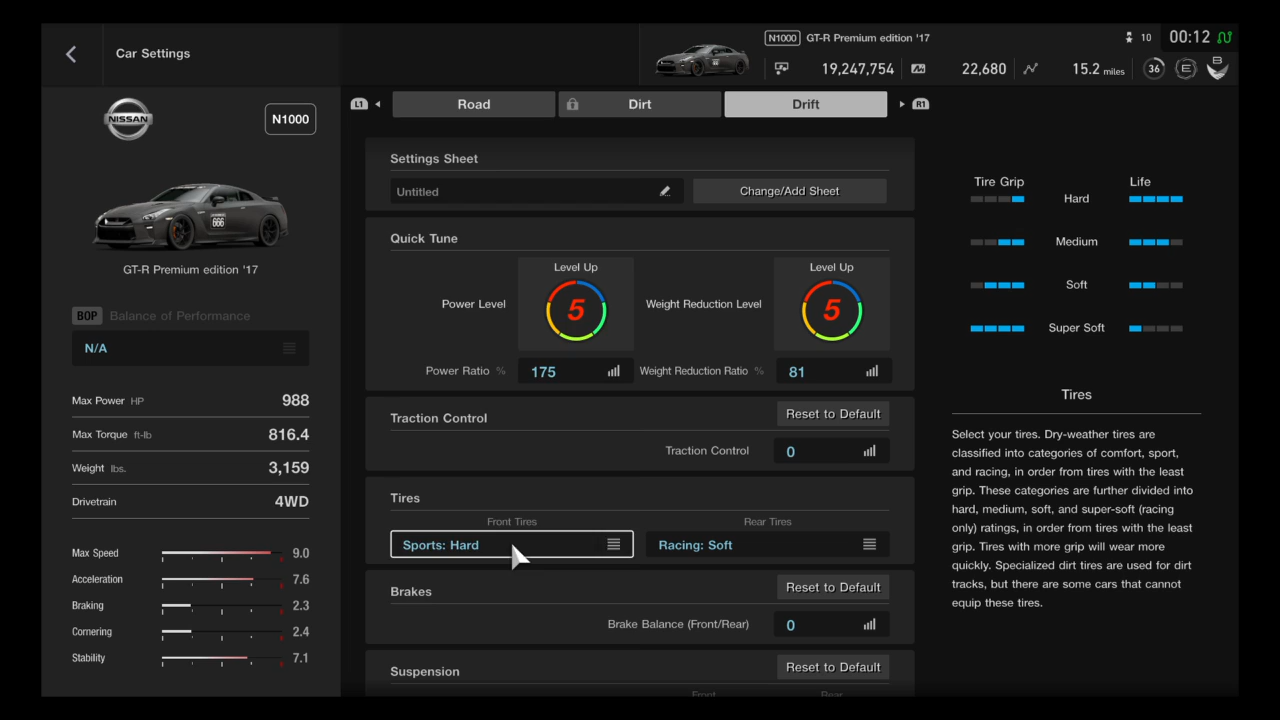 Car Settings
N1000 GT-R Premium edition '17
10 00:12
19,247,754 22,680 15.2 miles 36 E B
NISSAN N1000
666
GT-R Premium edition '17
BOP Balance of Performance
N/A
Max Power HP 988
Max Torque ft-lb 816.4
Weight lbs. 3,159
Drivetrain 4WD
Max Speed 9.0
Acceleration 7.6
Braking 2.3
Cornering 2.4
Stability 7.1
L1 Road Dirt Drift R1
Settings Sheet
Untitled Change/Add Sheet
Quick Tune
Level Up Level Up
Power Level 5 Weight Reduction Level 5
Power Ratio % 175 Weight Reduction Ratio % 81
Traction Control Reset to Default
Traction Control 0
Tires
Front Tires Rear Tires
Sports: Hard Racing: Soft
Brakes Reset to Default
Brake Balance (Front/Rear) 0
Suspension Reset to Default
Front Rear
Tire Grip Life
Hard
Medium
Soft
Super Soft
Tires
Select your tires. Dry-weather tires are
classified into categories of comfort, sport,
and racing, in order from tires with the least
grip. These categories are further divided into
hard, medium, soft, and super-soft (racing
only) ratings, in order from tires with the least
grip. Tires with more grip will wear more
quickly. Specialized dirt tires are used for dirt
tracks, but there are some cars that cannot
equip these tires.